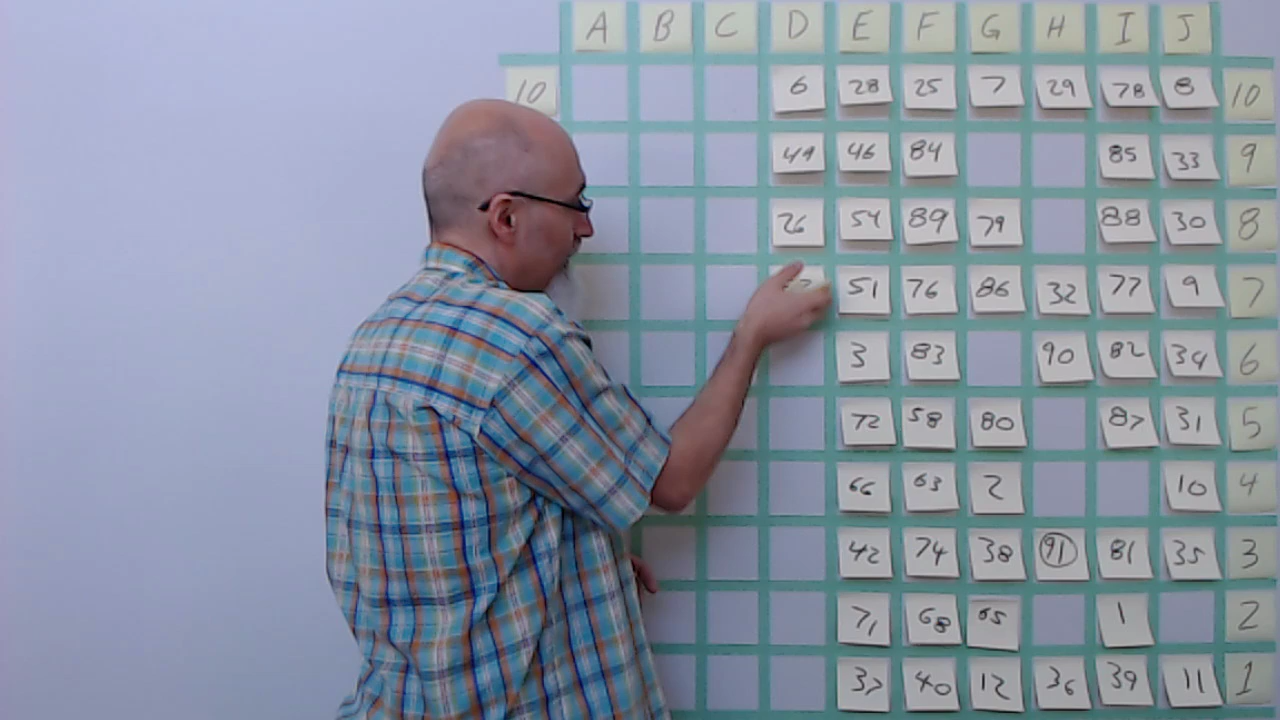 A B C D E F G H I J
10 6 28 25 7 29 78 8 10
49 46 84 85 33 9
26 54 89 79 88 30 8
51 76 86 32 77 9 7
3 83 90 82 34 6
72 58 80 87 31 5
66 63 2 10 4
42 74 38 91 81 35 3
71 68 65 1 2
37 40 12 36 39 11 1